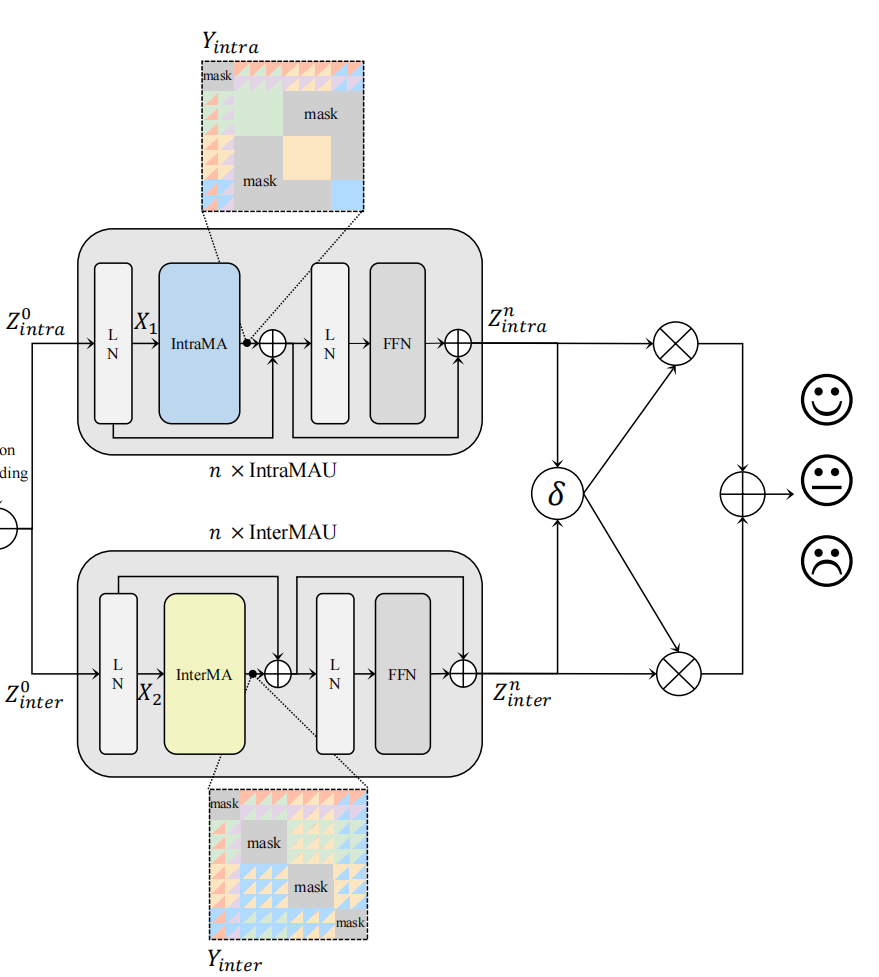 Y_intra
mask
mask
mask
Z^0_intra
L
N
X_1
IntraMA
L
N
FFN
Z^n_intra
n × IntraMAU
on
ding
δ
n × InterMAU
L
N
X_2
InterMA
L
N
FFN
Z^0_inter
Z^n_inter
mask
mask
mask
mask
Y_inter